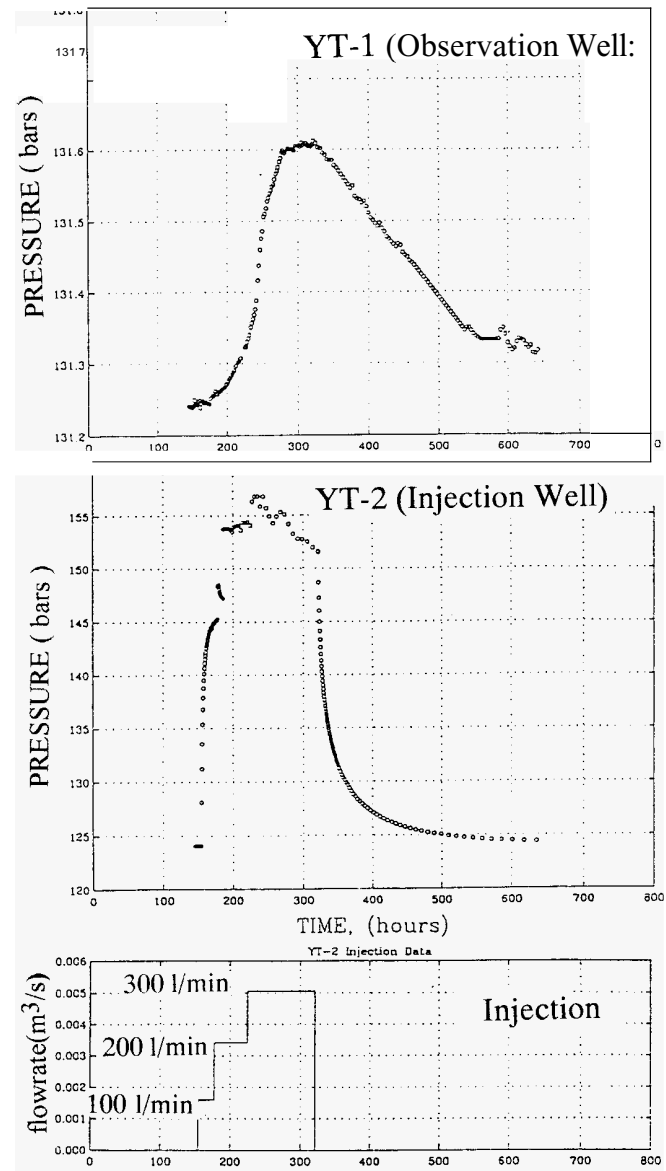 131.8
131.7
YT-1 (Observation Well:
131.6
131.5
131.4
131.3
131.2
PRESSURE ( bars )
0 100 200 300 400 500 600 700 0
YT-2 (Injection Well)
155
150
145
140
135
130
125
120
PRESSURE ( bars )
0 100 200 300 400 500 600 700 800
TIME, (hours)
YT-2 Injection Data
0.006
0.005
0.004
0.003
0.002
0.001
0.000
flowrate(m³/s)
300 l/min
200 l/min
100 l/min
Injection
0 100 200 300 400 500 600 700 800